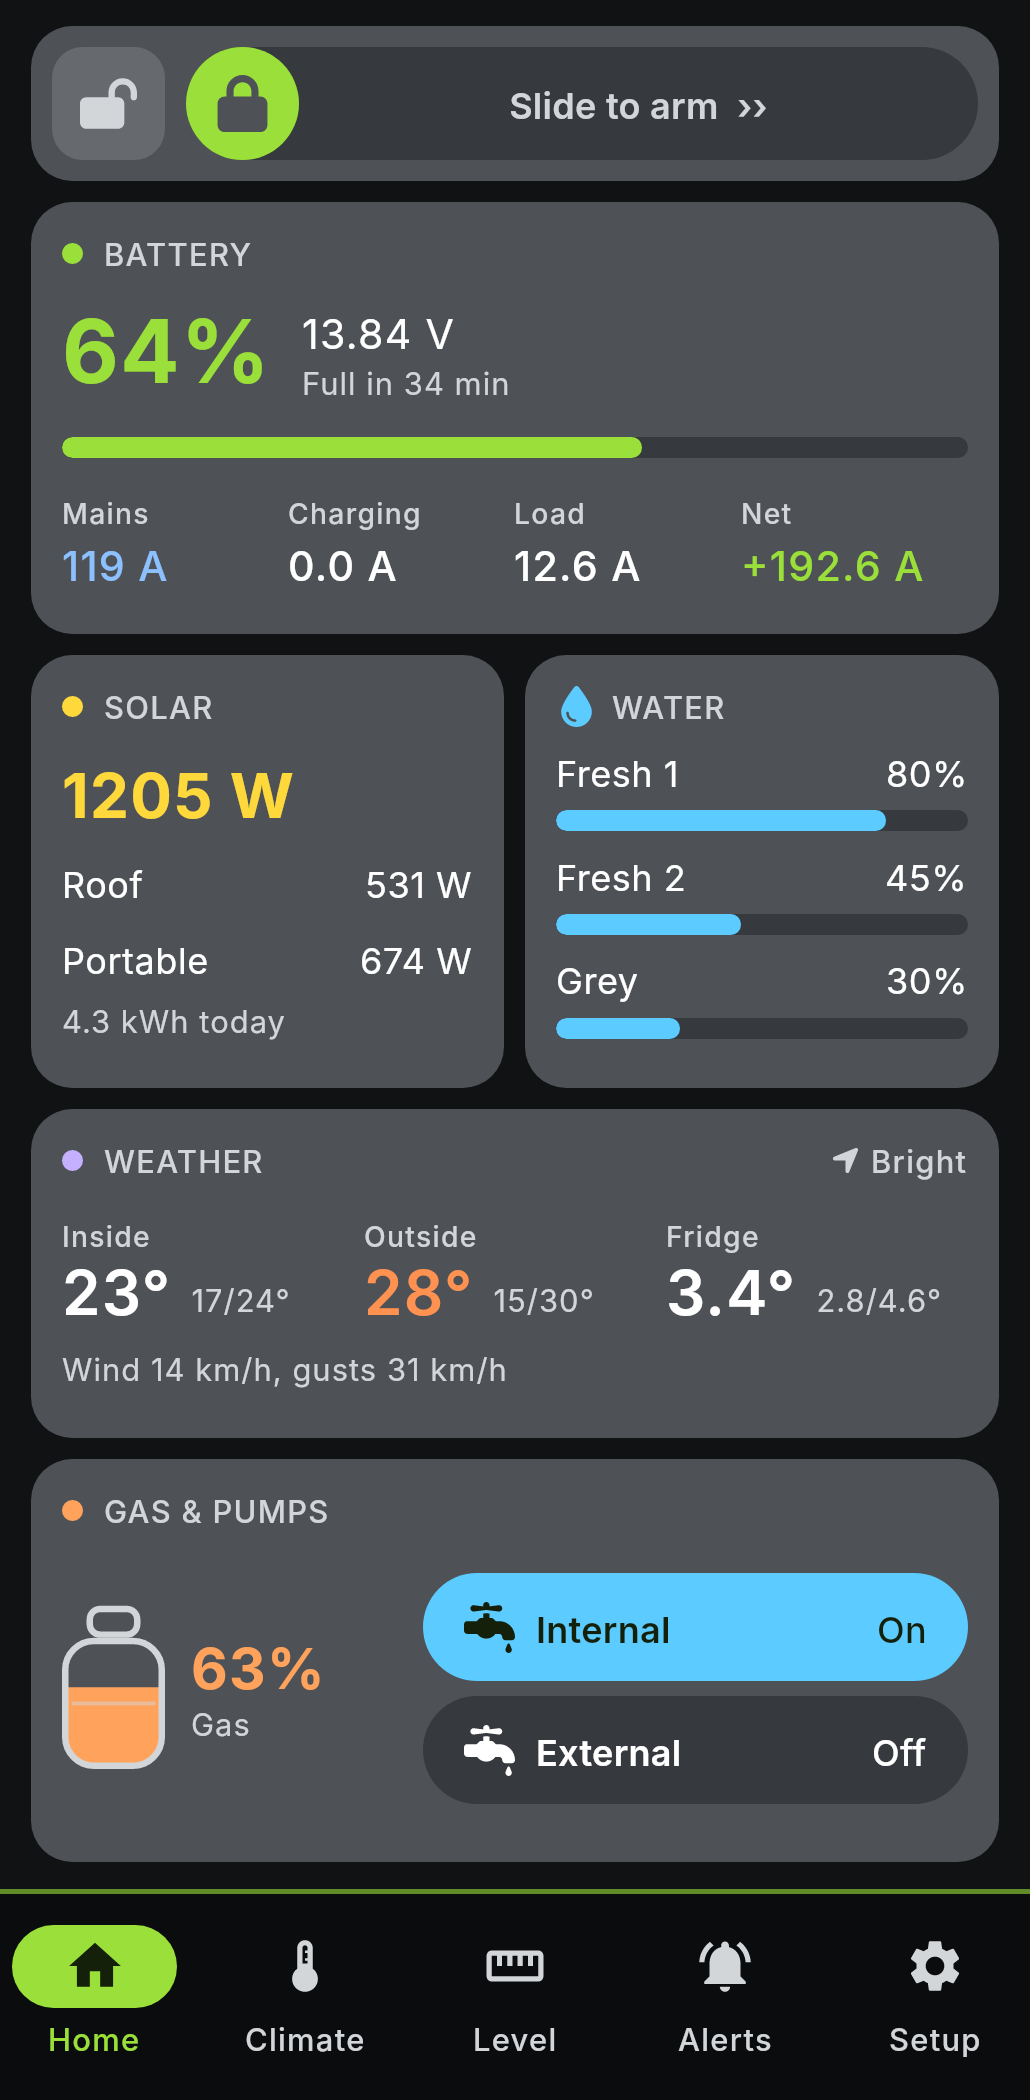 Slide to arm ››
BATTERY
64%
13.84 V
Full in 34 min
Mains Charging Load Net
119 A 0.0 A 12.6 A +192.6 A
SOLAR
1205 W
Roof 531 W
Portable 674 W
4.3 kWh today
WATER
Fresh 1 80%
Fresh 2 45%
Grey 30%
WEATHER Bright
Inside Outside Fridge
23° 17/24° 28° 15/30° 3.4° 2.8/4.6°
Wind 14 km/h, gusts 31 km/h
GAS & PUMPS
63%
Gas
Internal On
External Off
Home Climate Level Alerts Setup